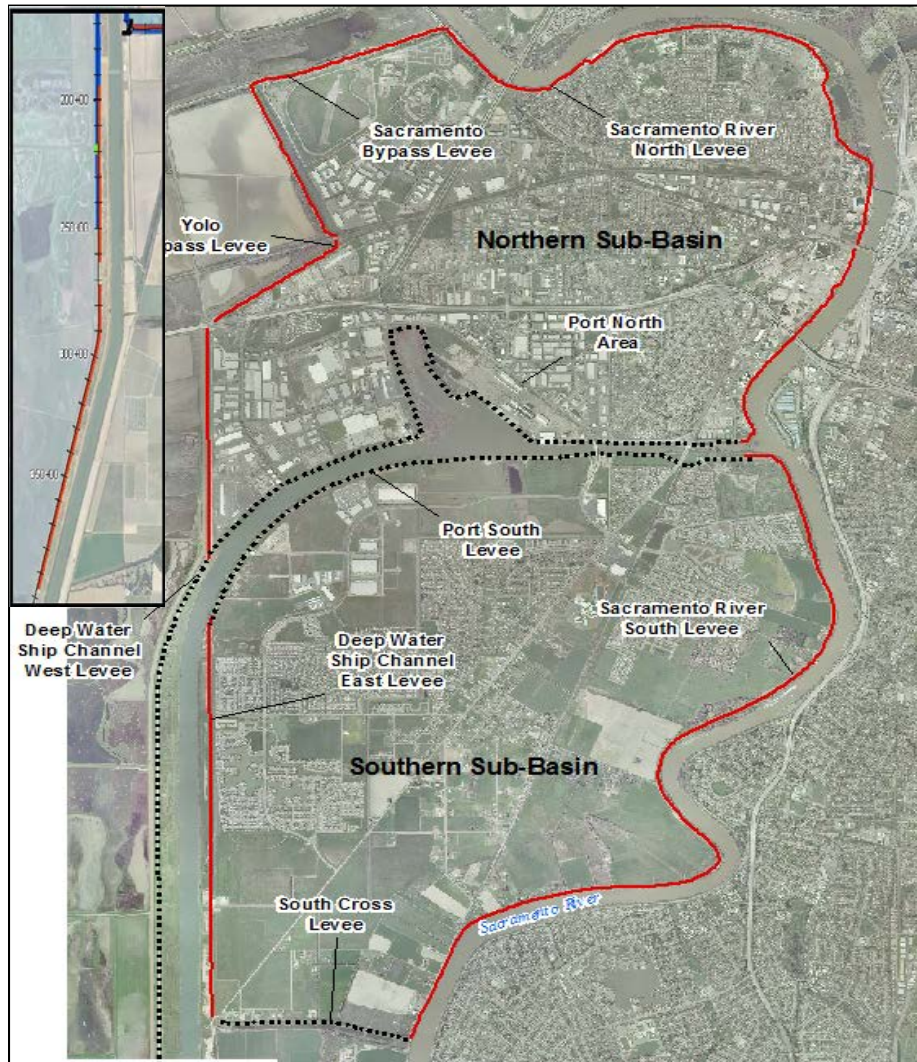 200+00
250+00
300+00
350+00
Sacramento
Bypass Levee
Sacramento River
North Levee
Yolo
pass Levee
Northern Sub-Basin
Port North
Area
Port South
Levee
Sacramento River
South Levee
Deep Water
Ship Channel
West Levee
Deep Water
Ship Channel
East Levee
Southern Sub-Basin
South Cross
Levee
Sacramento River